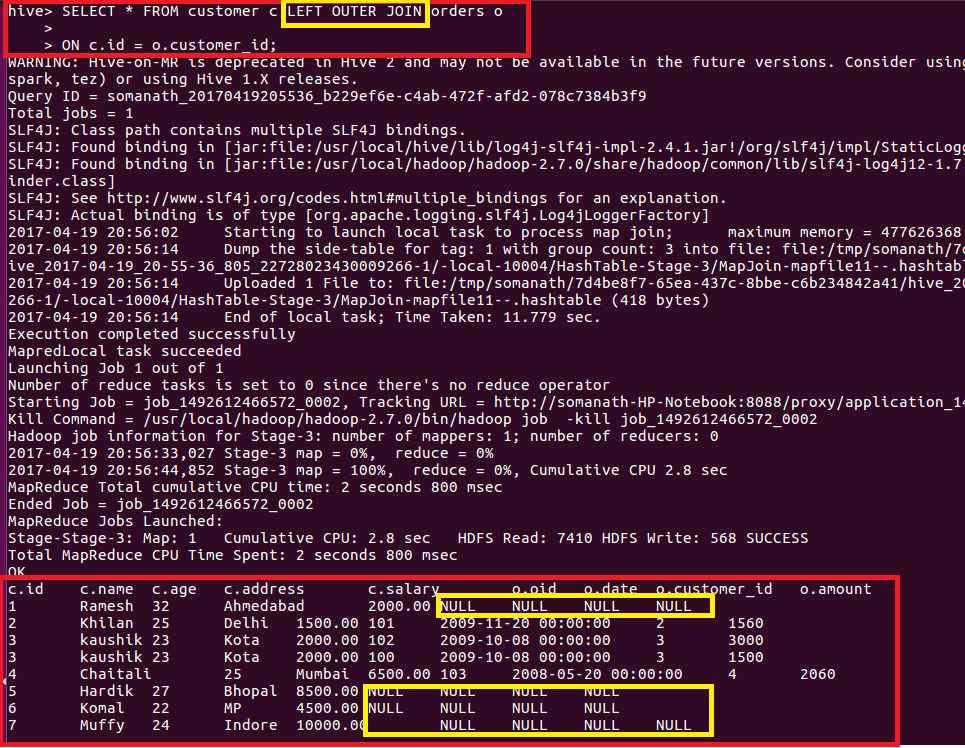 hive> SELECT * FROM customer c LEFT OUTER JOIN orders o
>
> ON c.id = o.customer_id;
WARNING: Hive-on-MR is deprecated in Hive 2 and may not be available in the future versions. Consider using
spark, tez) or using Hive 1.X releases.
Query ID = somanath_20170419205536_b229ef6e-c4ab-472f-afd2-078c7384b3f9
Total jobs = 1
SLF4J: Class path contains multiple SLF4J bindings.
SLF4J: Found binding in [jar:file:/usr/local/hive/lib/log4j-slf4j-impl-2.4.1.jar!/org/slf4j/impl/StaticLogg
SLF4J: Found binding in [jar:file:/usr/local/hadoop/hadoop-2.7.0/share/hadoop/common/lib/slf4j-log4j12-1.7
inder.class]
SLF4J: See http://www.slf4j.org/codes.html#multiple_bindings for an explanation.
SLF4J: Actual binding is of type [org.apache.logging.slf4j.Log4jLoggerFactory]
2017-04-19 20:56:02 Starting to launch local task to process map join; maximum memory = 477626368
2017-04-19 20:56:14 Dump the side-table for tag: 1 with group count: 3 into file: file:/tmp/somanath/7d
ive_2017-04-19_20-55-36_805_22728023430009266-1/-local-10004/HashTable-Stage-3/MapJoin-mapfile11--.hashtabl
2017-04-19 20:56:14 Uploaded 1 File to: file:/tmp/somanath/7d4be8f7-65ea-437c-8bbe-c6b234842a41/hive_20
266-1/-local-10004/HashTable-Stage-3/MapJoin-mapfile11--.hashtable (418 bytes)
2017-04-19 20:56:14 End of local task; Time Taken: 11.779 sec.
Execution completed successfully
MapredLocal task succeeded
Launching Job 1 out of 1
Number of reduce tasks is set to 0 since there's no reduce operator
Starting Job = job_1492612466572_0002, Tracking URL = http://somanath-HP-Notebook:8088/proxy/application_14
Kill Command = /usr/local/hadoop/hadoop-2.7.0/bin/hadoop job -kill job_1492612466572_0002
Hadoop job information for Stage-3: number of mappers: 1; number of reducers: 0
2017-04-19 20:56:33,027 Stage-3 map = 0%, reduce = 0%
2017-04-19 20:56:44,852 Stage-3 map = 100%, reduce = 0%, Cumulative CPU 2.8 sec
MapReduce Total cumulative CPU time: 2 seconds 800 msec
Ended Job = job_1492612466572_0002
MapReduce Jobs Launched:
Stage-Stage-3: Map: 1 Cumulative CPU: 2.8 sec HDFS Read: 7410 HDFS Write: 568 SUCCESS
Total MapReduce CPU Time Spent: 2 seconds 800 msec
OK
c.id c.name c.age c.address c.salary o.oid o.date o.customer_id o.amount
1 Ramesh 32 Ahmedabad 2000.00 NULL NULL NULL NULL
2 Khilan 25 Delhi 1500.00 101 2009-11-20 00:00:00 2 1560
3 kaushik 23 Kota 2000.00 102 2009-10-08 00:00:00 3 3000
3 kaushik 23 Kota 2000.00 100 2009-10-08 00:00:00 3 1500
4 Chaitali 25 Mumbai 6500.00 103 2008-05-20 00:00:00 4 2060
5 Hardik 27 Bhopal 8500.00 NULL NULL NULL NULL
6 Komal 22 MP 4500.00 NULL NULL NULL NULL
7 Muffy 24 Indore 10000.00 NULL NULL NULL NULL